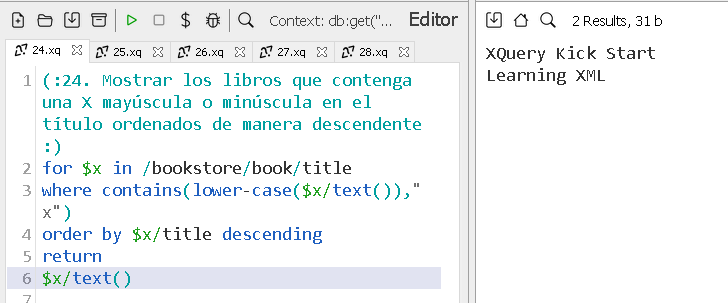 Context: db:get("...
Editor
2 Results, 31 b
24.xq
25.xq
26.xq
27.xq
28.xq
1 (:24. Mostrar los libros que contenga
una X mayúscula o minúscula en el
título ordenados de manera descendente
:)
2 for $x in /bookstore/book/title
3 where contains(lower-case($x/text()),"
x")
4 order by $x/title descending
5 return
6 $x/text()
7
XQuery Kick Start
Learning XML